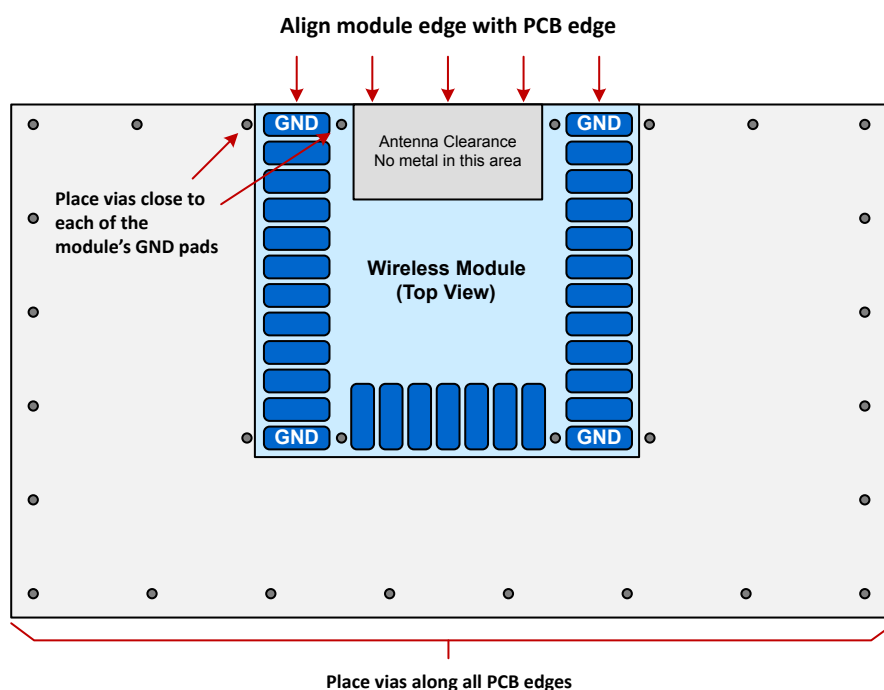 Align module edge with PCB edge
GND
GND
Antenna Clearance
No metal in this area
Place vias close to
each of the
module's GND pads
Wireless Module
(Top View)
GND
GND
Place vias along all PCB edges